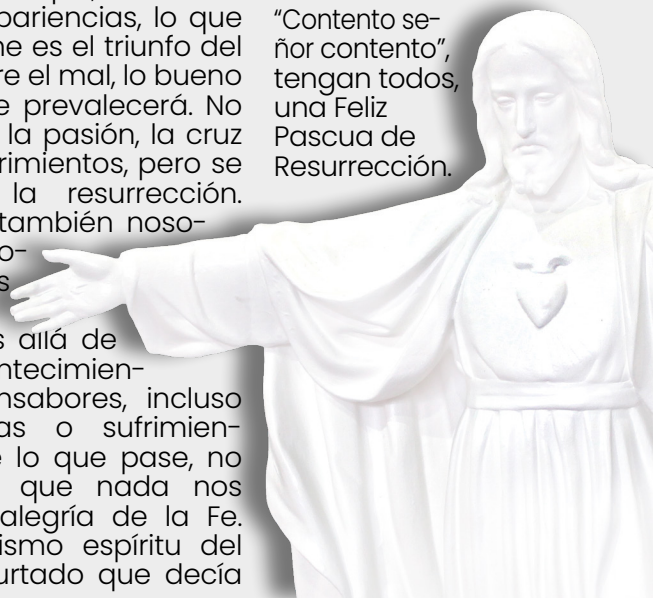 pariencias, lo que
ne es el triunfo del
re el mal, lo bueno
e prevalecerá. No
la pasión, la cruz
rimientos, pero se
la resurrección.
también noso-
o-
s
s allá de
ntecimien-
nsabores, incluso
as o sufrimien-
e lo que pase, no
que nada nos
alegría de la Fe.
ismo espíritu del
urtado que decía
“Contento se-
ñor contento”,
tengan todos,
una Feliz
Pascua de
Resurrección.